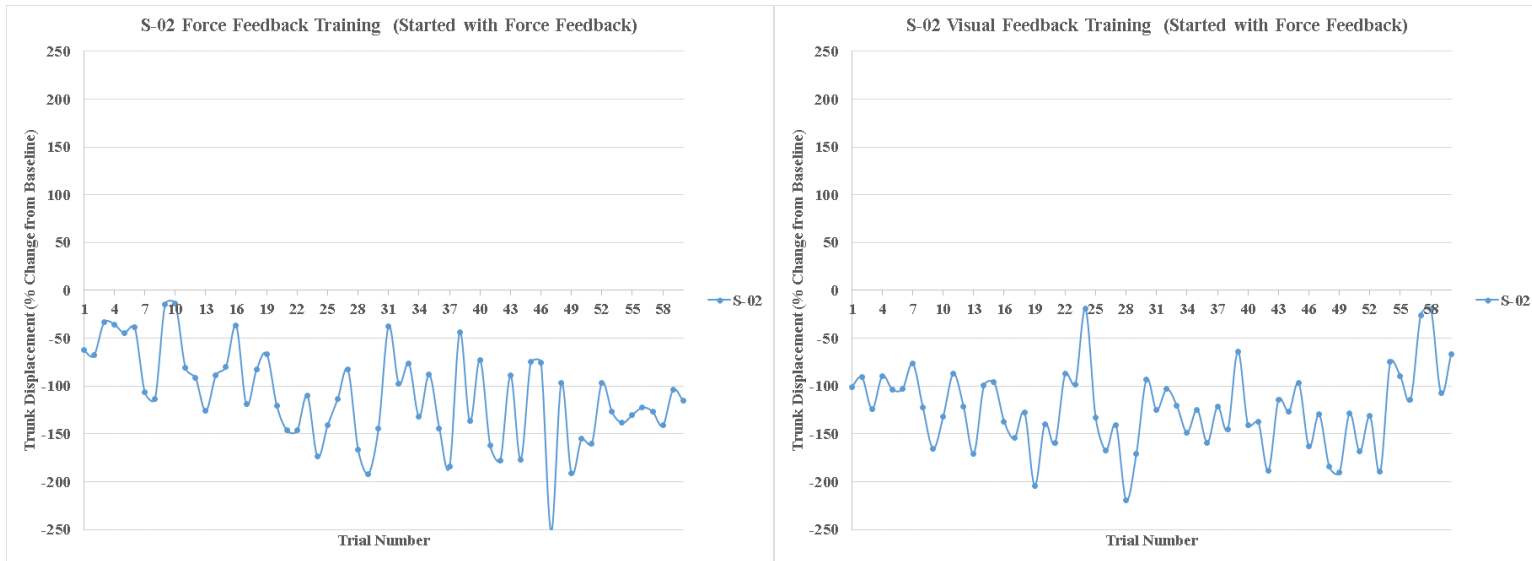 S-02 Force Feedback Training (Started with Force Feedback)
250
200
150
100
50
0
-50
-100
-150
-200
-250
Trunk Displacement (% Change from Baseline)
1 4 7 10 13 16 19 22 25 28 31 34 37 40 43 46 49 52 55 58
Trial Number
S-02
S-02 Visual Feedback Training (Started with Force Feedback)
250
200
150
100
50
0
-50
-100
-150
-200
-250
Trunk Displacement (% Change from Baseline)
1 4 7 10 13 16 19 22 25 28 31 34 37 40 43 46 49 52 55 58
Trial Number
S-02